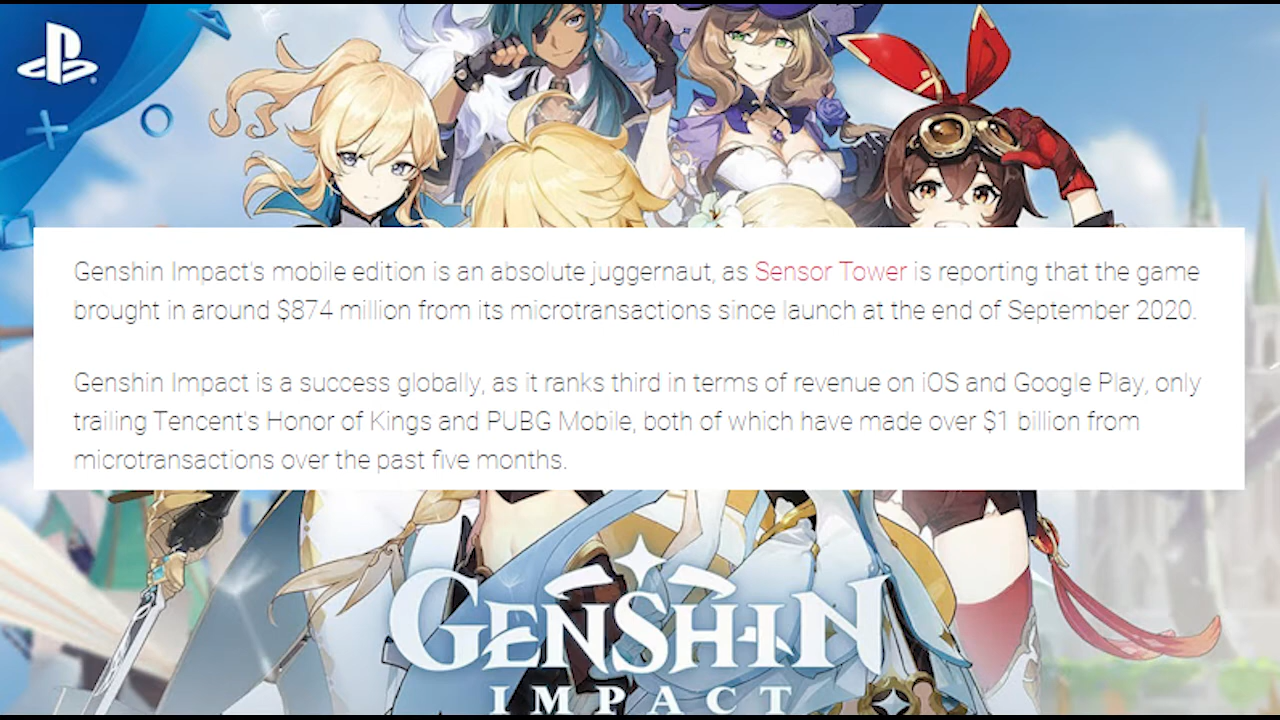 Genshin Impact's mobile edition is an absolute juggernaut, as Sensor Tower is reporting that the game
brought in around $874 million from its microtransactions since launch at the end of September 2020.
Genshin Impact is a success globally, as it ranks third in terms of revenue on iOS and Google Play, only
trailing Tencent's Honor of Kings and PUBG Mobile, both of which have made over $1 billion from
microtransactions over the past five months.
GENSHIN
IMPACT